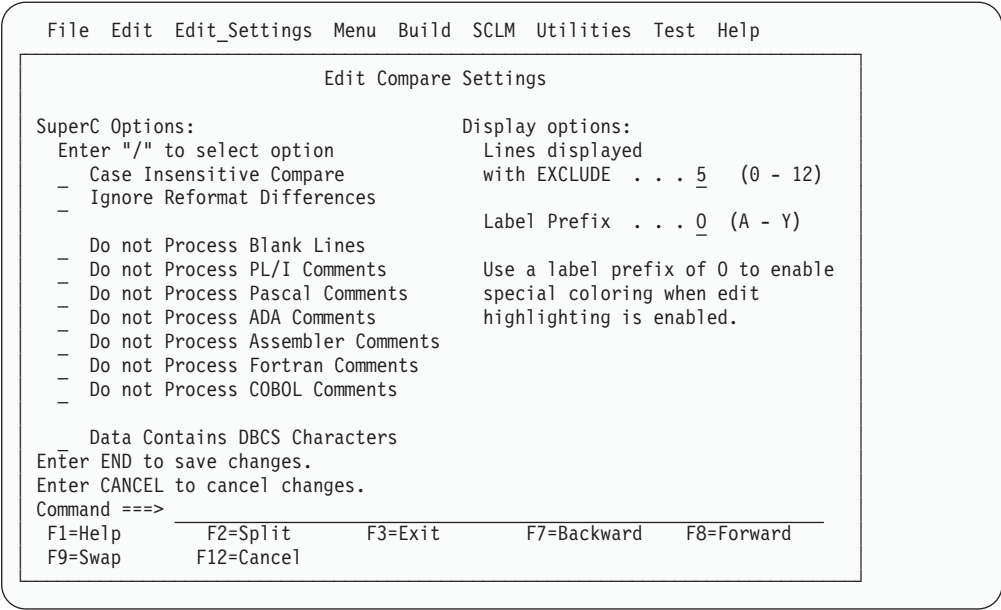 File Edit Edit_Settings Menu Build SCLM Utilities Test Help
Edit Compare Settings
SuperC Options: Display options:
Enter "/" to select option Lines displayed
_ Case Insensitive Compare with EXCLUDE . . . 5 (0 - 12)
_ Ignore Reformat Differences
Label Prefix . . . O (A - Y)
_ Do not Process Blank Lines
_ Do not Process PL/I Comments Use a label prefix of O to enable
_ Do not Process Pascal Comments special coloring when edit
_ Do not Process ADA Comments highlighting is enabled.
_ Do not Process Assembler Comments
_ Do not Process Fortran Comments
_ Do not Process COBOL Comments
_ Data Contains DBCS Characters
Enter END to save changes.
Enter CANCEL to cancel changes.
Command ===>
F1=Help F2=Split F3=Exit F7=Backward F8=Forward
F9=Swap F12=Cancel